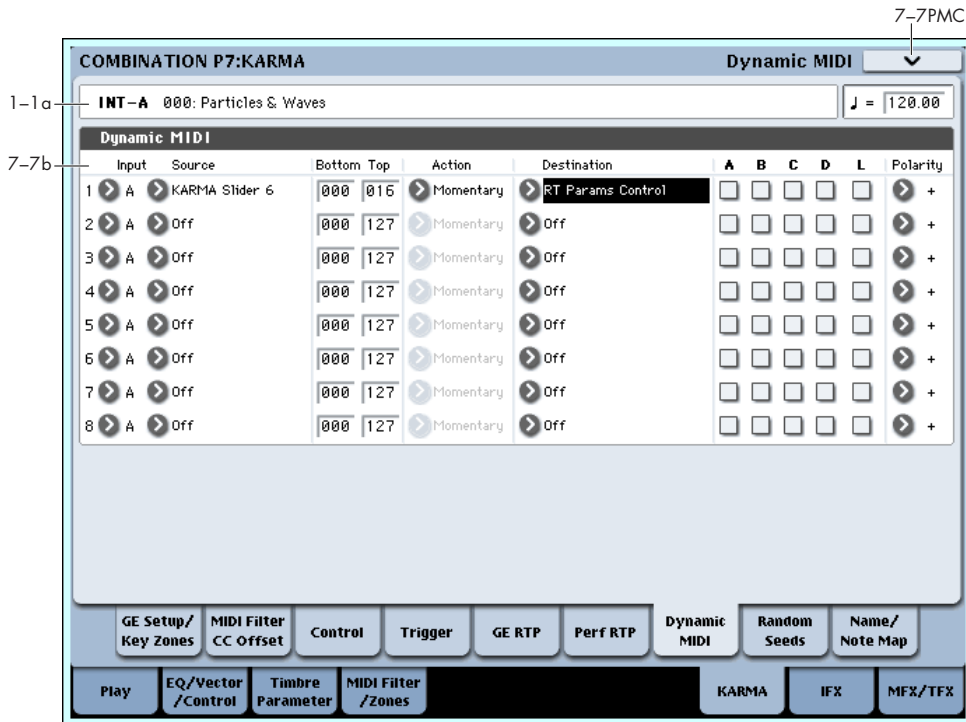 7–7PMC
COMBINATION P7:KARMA Dynamic MIDI
1–1a
INT–A 000: Particles & Waves ♩ = 120.00
Dynamic MIDI
7–7b
Input Source Bottom Top Action Destination A B C D L Polarity
1 A KARMA Slider 6 000 016 Momentary RT Params Control +
2 A Off 000 127 Momentary Off +
3 A Off 000 127 Momentary Off +
4 A Off 000 127 Momentary Off +
5 A Off 000 127 Momentary Off +
6 A Off 000 127 Momentary Off +
7 A Off 000 127 Momentary Off +
8 A Off 000 127 Momentary Off +
GE Setup/ MIDI Filter Control Trigger GE RTP Perf RTP Dynamic Random Name/
Key Zones CC Offset MIDI Seeds Note Map
Play EQ/Vector Timbre MIDI Filter KARMA IFX MFX/TFX
/Control Parameter /Zones